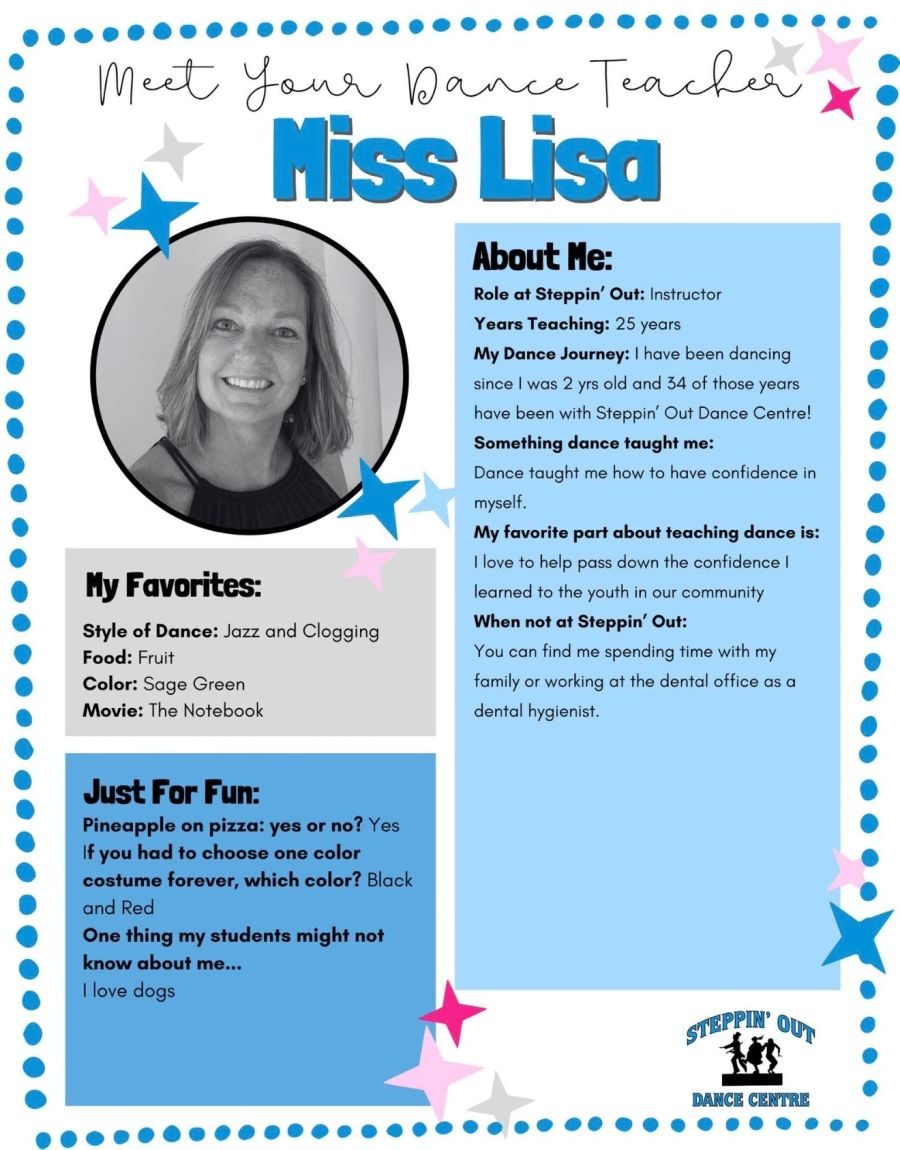 Meet Your Dance Teacher
Miss Lisa
About Me:
Role at Steppin' Out: Instructor
Years Teaching: 25 years
My Dance Journey: I have been dancing
since I was 2 yrs old and 34 of those years
have been with Steppin' Out Dance Centre!
Something dance taught me:
Dance taught me how to have confidence in
myself.
My favorite part about teaching dance is:
I love to help pass down the confidence I
learned to the youth in our community
When not at Steppin' Out:
You can find me spending time with my
family or working at the dental office as a
dental hygienist.
My Favorites:
Style of Dance: Jazz and Clogging
Food: Fruit
Color: Sage Green
Movie: The Notebook
Just For Fun:
Pineapple on pizza: yes or no? Yes
If you had to choose one color
costume forever, which color? Black
and Red
One thing my students might not
know about me...
I love dogs
STEPPIN' OUT
DANCE CENTRE